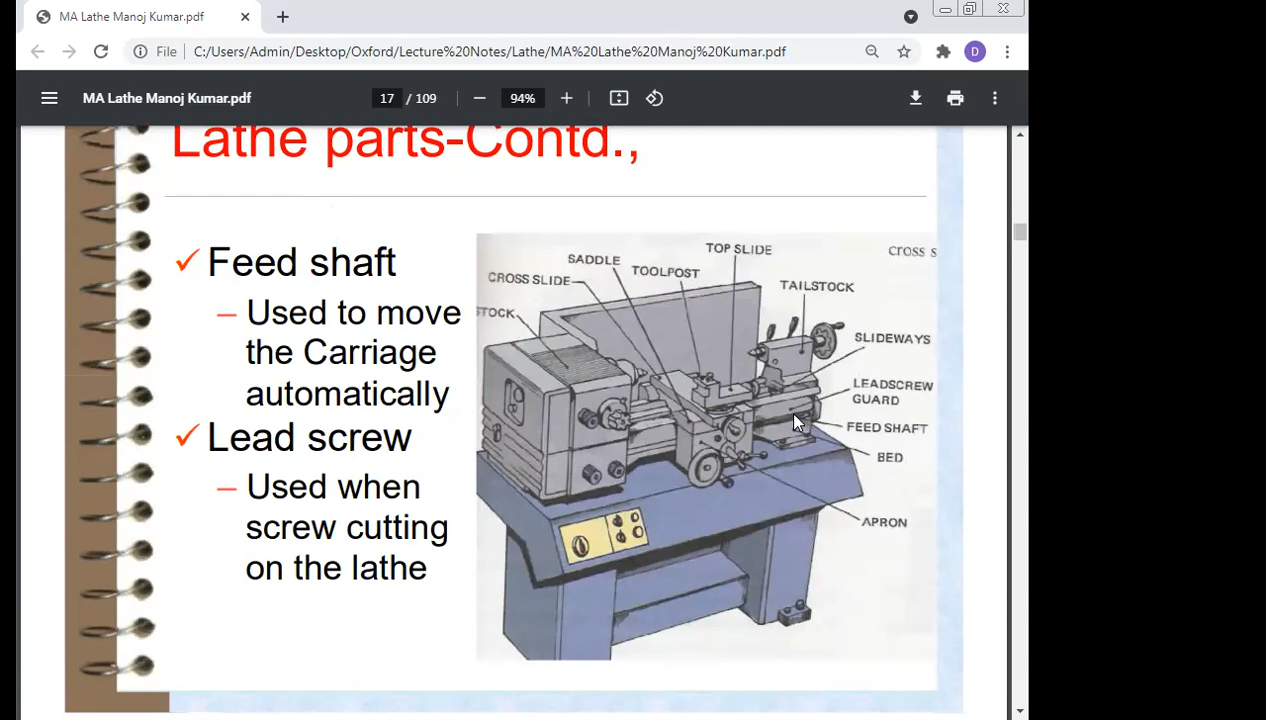 MA Lathe Manoj Kumar.pdf
File C:/Users/Admin/Desktop/Oxford/Lecture%20Notes/Lathe/MA%20Lathe%20Manoj%20Kumar.pdf
D
MA Lathe Manoj Kumar.pdf
17 / 109
94%
Lathe parts-Contd.,
✓ Feed shaft
– Used to move
the Carriage
automatically
✓ Lead screw
– Used when
screw cutting
on the lathe
TOP SLIDE
cross s
SADDLE
TOOLPOST
CROSS SLIDE
TAILSTOCK
STOCK
SLIDEWAYS
LEADSCREW
GUARD
FEED SHAFT
BED
APRON